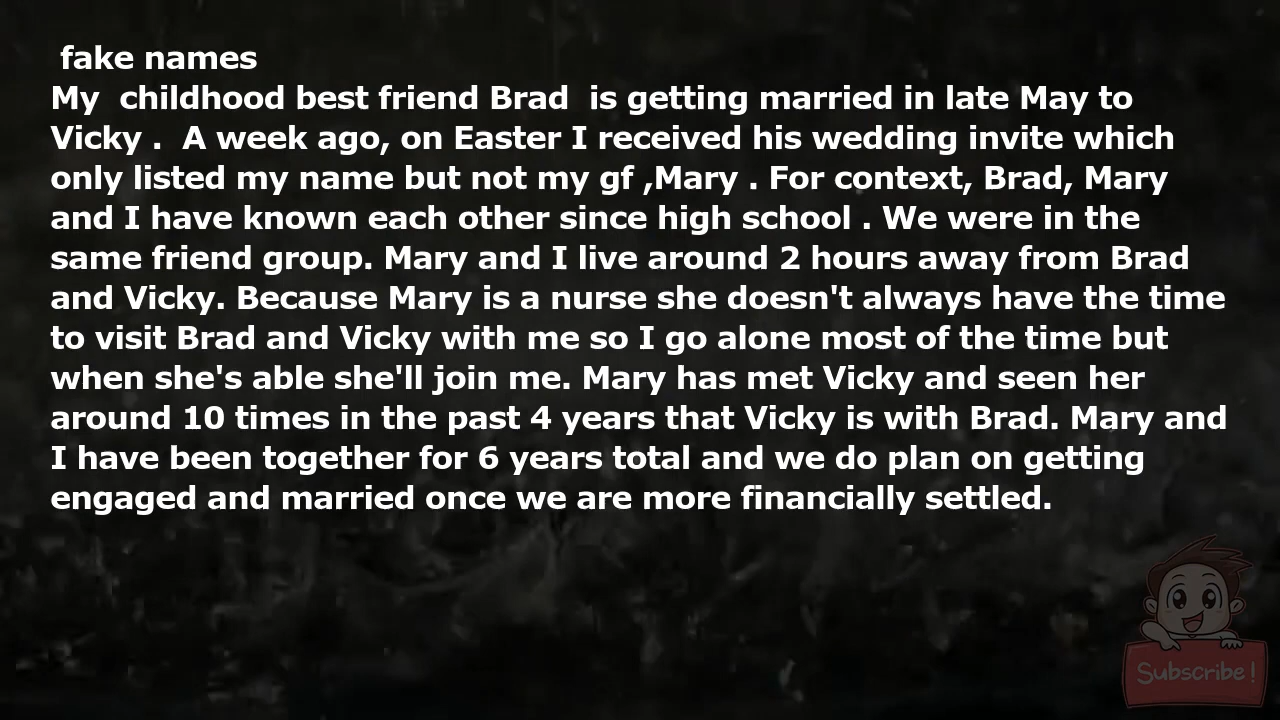 fake names
My  childhood best friend Brad  is getting married in late May to
Vicky .  A week ago, on Easter I received his wedding invite which
only listed my name but not my gf ,Mary . For context, Brad, Mary
and I have known each other since high school . We were in the
same friend group. Mary and I live around 2 hours away from Brad
and Vicky. Because Mary is a nurse she doesn't always have the time
to visit Brad and Vicky with me so I go alone most of the time but
when she's able she'll join me. Mary has met Vicky and seen her
around 10 times in the past 4 years that Vicky is with Brad. Mary and
I have been together for 6 years total and we do plan on getting
engaged and married once we are more financially settled.
Subscribe!